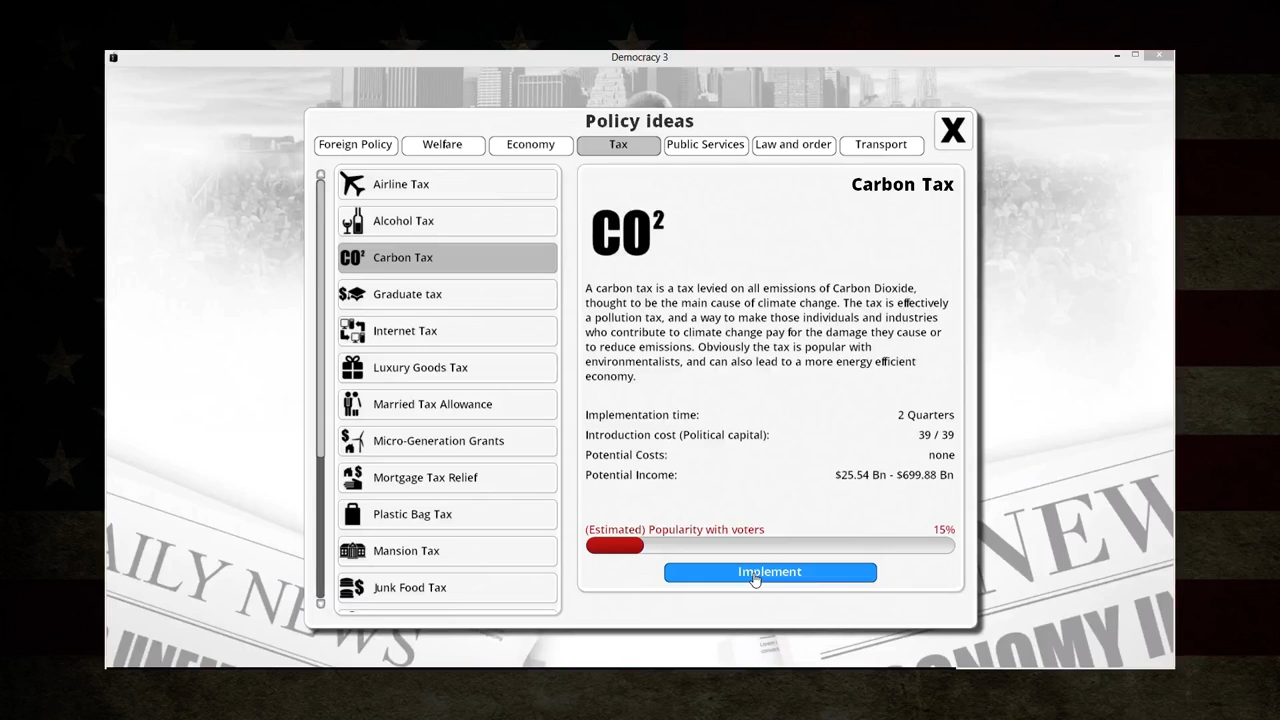 Democracy 3
Policy ideas
X
Foreign Policy
Welfare
Economy
Tax
Public Services
Law and order
Transport
Airline Tax
Alcohol Tax
CO² Carbon Tax
Graduate tax
Internet Tax
Luxury Goods Tax
Married Tax Allowance
Micro-Generation Grants
Mortgage Tax Relief
Plastic Bag Tax
Mansion Tax
Junk Food Tax
Carbon Tax
CO²
A carbon tax is a tax levied on all emissions of Carbon Dioxide,
thought to be the main cause of climate change. The tax is effectively
a pollution tax, and a way to make those individuals and industries
who contribute to climate change pay for the damage they cause or
to reduce emissions. Obviously the tax is popular with
environmentalists, and can also lead to a more energy efficient
economy.
Implementation time: 2 Quarters
Introduction cost (Political capital): 39 / 39
Potential Costs: none
Potential Income: $25.54 Bn - $699.88 Bn
(Estimated) Popularity with voters 15%
Implement
AILY NEWS
NEW
ONOMY I